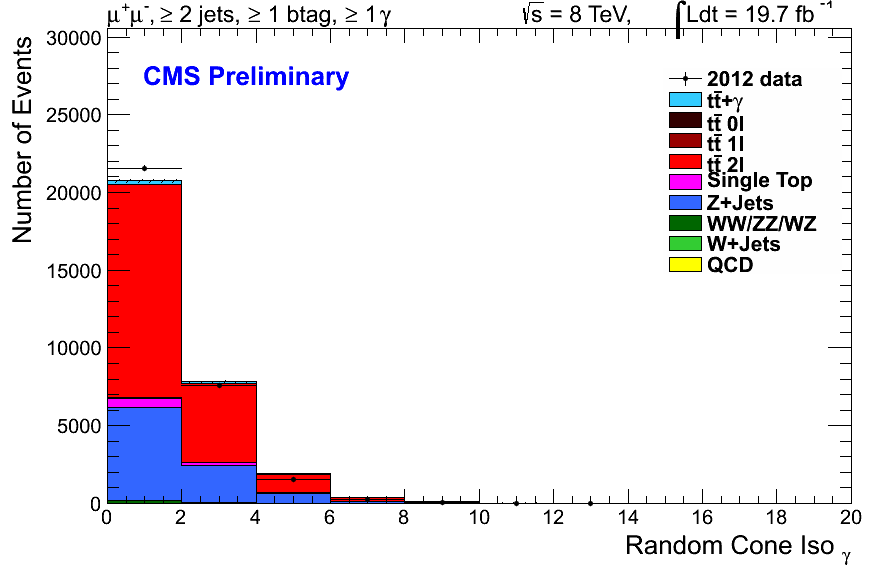 μ⁺μ⁻, ≥ 2 jets, ≥ 1 btag, ≥ 1 γ √s = 8 TeV, ∫Ldt = 19.7 fb⁻¹
CMS Preliminary
2012 data
tt̄+γ
tt̄ 0l
tt̄ 1l
tt̄ 2l
Single Top
Z+Jets
WW/ZZ/WZ
W+Jets
QCD
Number of Events
30000
25000
20000
15000
10000
5000
0
0 2 4 6 8 10 12 14 16 18 20
Random Cone Iso γ